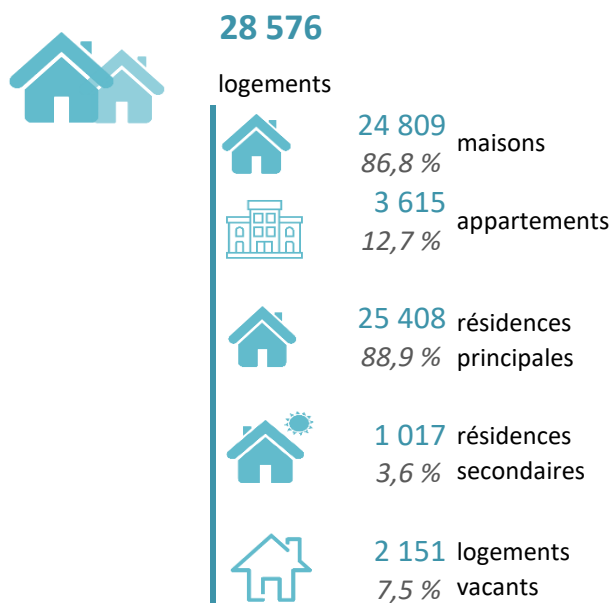 28 576
logements
24 809
86,8 %
maisons
3 615
12,7 %
appartements
25 408 résidences
88,9 % principales
1 017 résidences
3,6 % secondaires
2 151 logements
7,5 % vacants